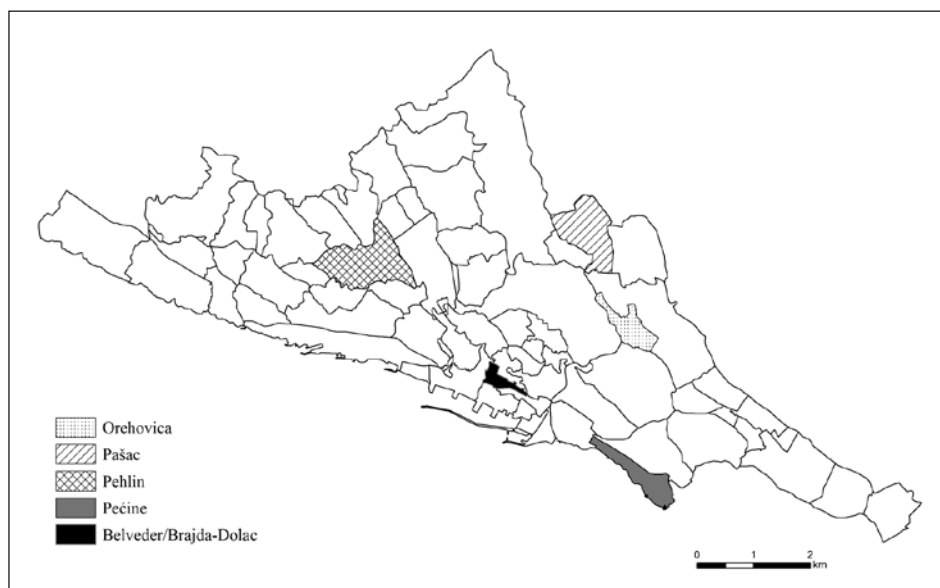 Orehovica
Pašac
Pehlin
Pećine
Belveder/Brajda-Dolac
0 1 2
km